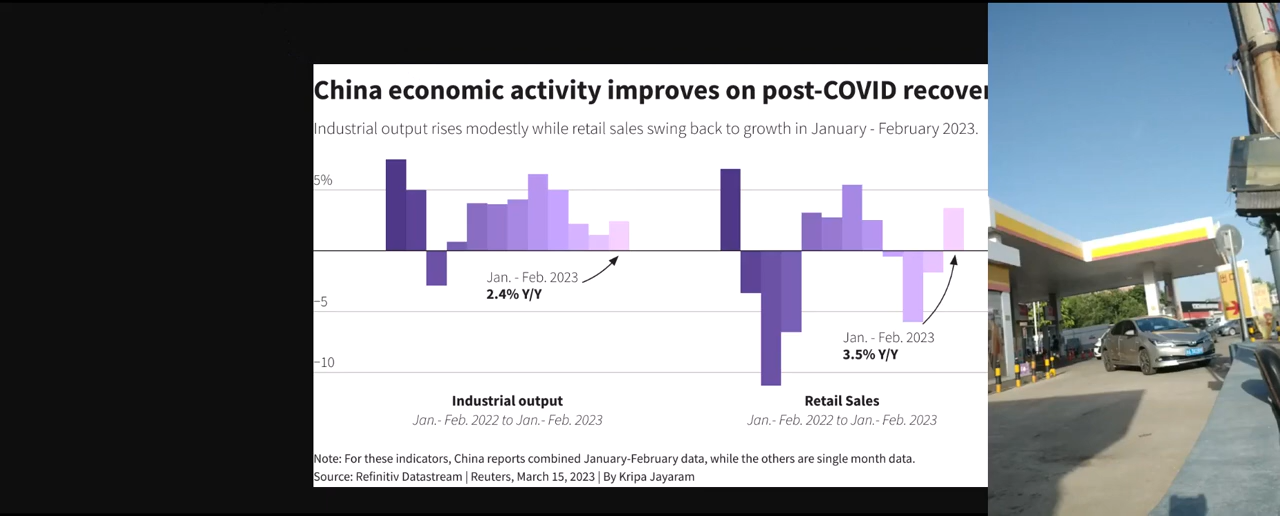 China economic activity improves on post-COVID recover
Industrial output rises modestly while retail sales swing back to growth in January - February 2023.
5%
Jan. - Feb. 2023
2.4% Y/Y
−5
Jan. - Feb. 2023
3.5% Y/Y
−10
Industrial output
Retail Sales
Jan.- Feb. 2022 to Jan.- Feb. 2023
Jan.- Feb. 2022 to Jan.- Feb. 2023
Note: For these indicators, China reports combined January-February data, while the others are single month data.
Source: Refinitiv Datastream | Reuters, March 15, 2023 | By Kripa Jayaram